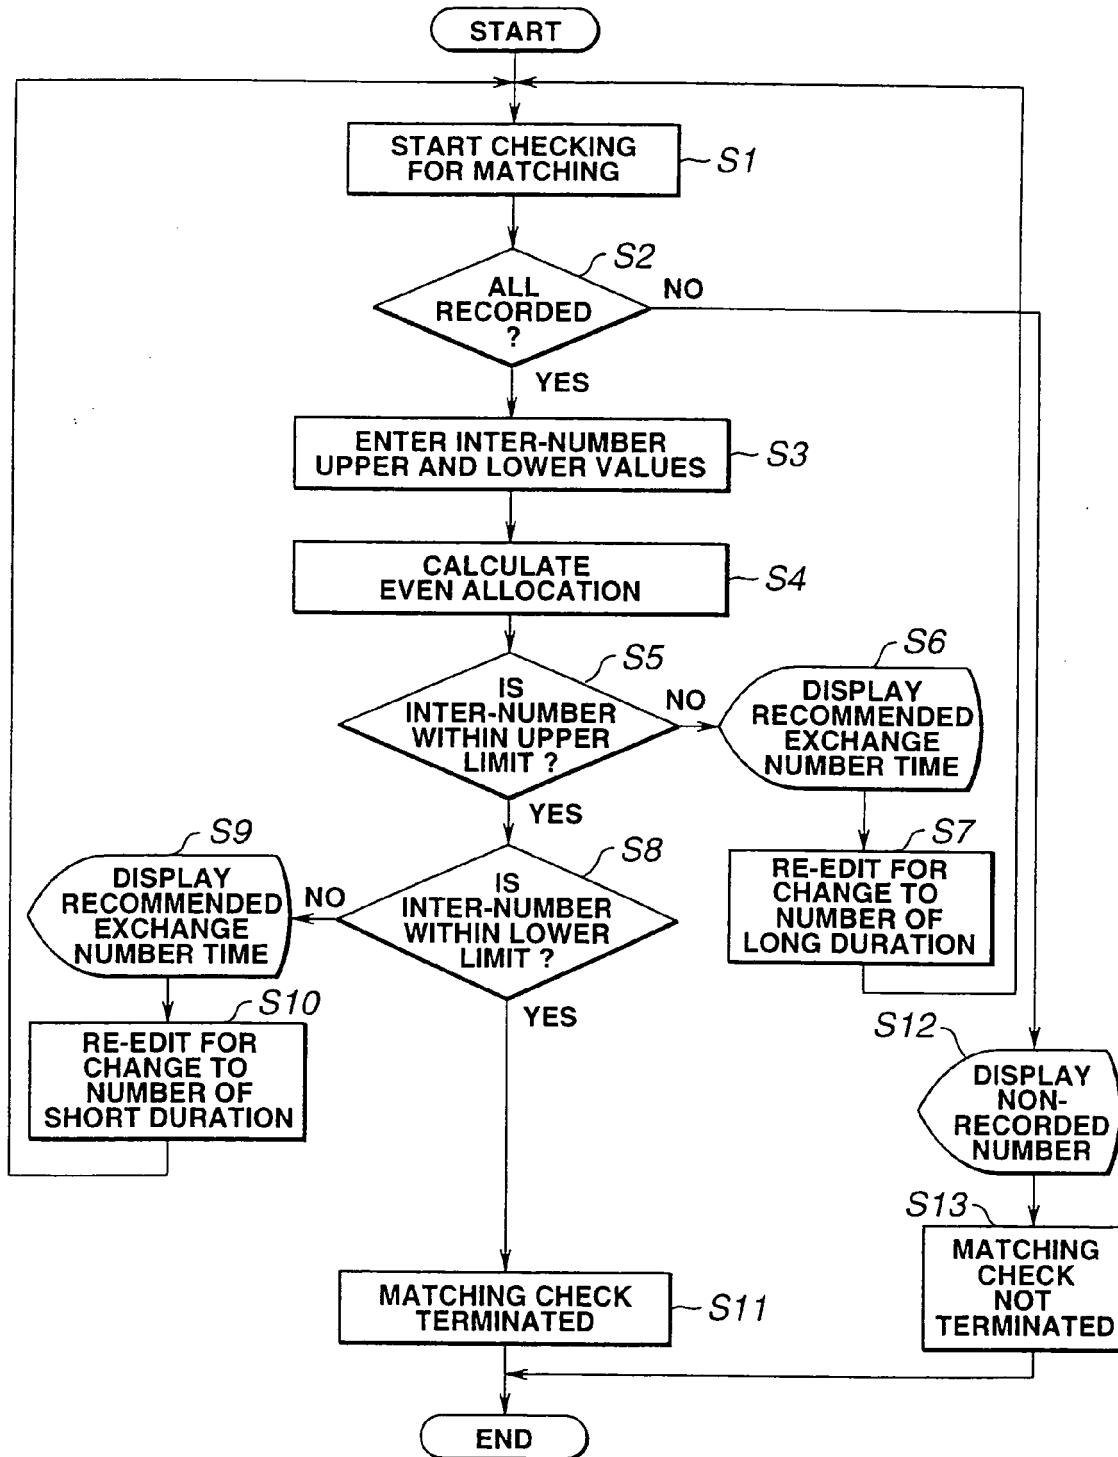 START
START CHECKING
FOR MATCHING
S1
S2
ALL
RECORDED
?
NO
YES
ENTER INTER-NUMBER
UPPER AND LOWER VALUES
S3
CALCULATE
EVEN ALLOCATION
S4
S5
IS
INTER-NUMBER
WITHIN UPPER
LIMIT ?
NO
YES
S6
DISPLAY
RECOMMENDED
EXCHANGE
NUMBER TIME
S7
RE-EDIT FOR
CHANGE TO
NUMBER OF
LONG DURATION
S8
IS
INTER-NUMBER
WITHIN LOWER
LIMIT ?
NO
YES
S9
DISPLAY
RECOMMENDED
EXCHANGE
NUMBER TIME
S10
RE-EDIT FOR
CHANGE TO
NUMBER OF
SHORT DURATION
S12
DISPLAY
NON-
RECORDED
NUMBER
S13
MATCHING
CHECK
NOT
TERMINATED
MATCHING CHECK
TERMINATED
S11
END